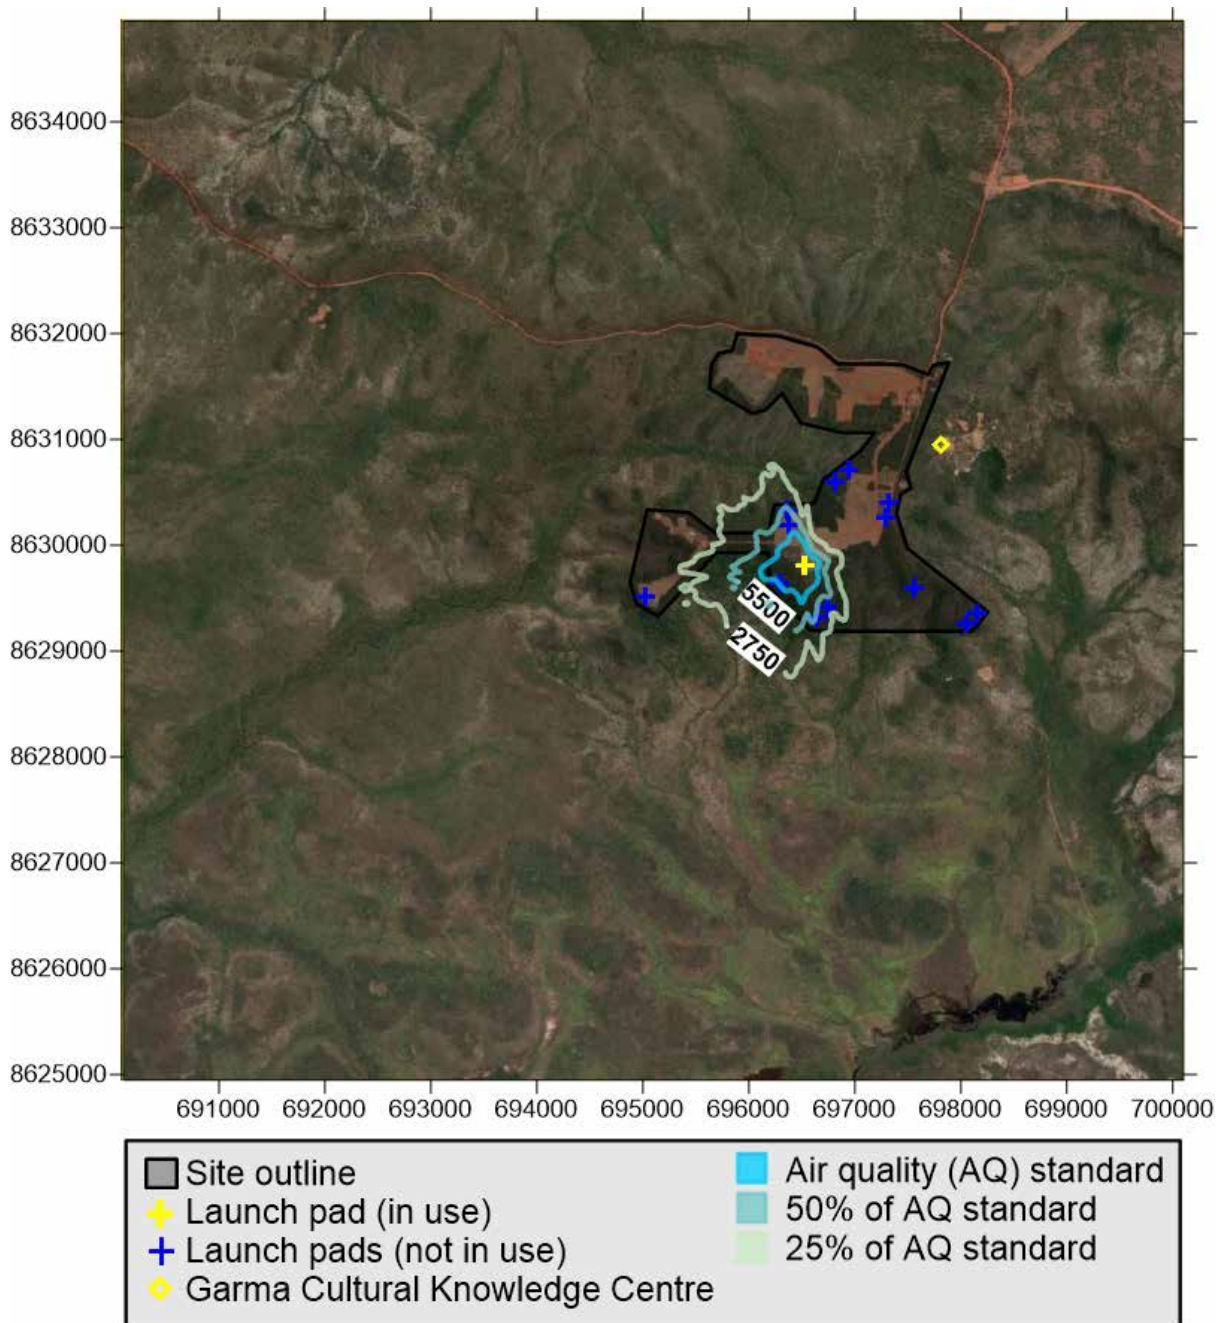 8634000
8633000
8632000
8631000
8630000
8629000
8628000
8627000
8626000
8625000
5500
2750
691000 692000 693000 694000 695000 696000 697000 698000 699000 700000
Site outline
Launch pad (in use)
Launch pads (not in use)
Garma Cultural Knowledge Centre
Air quality (AQ) standard
50% of AQ standard
25% of AQ standard